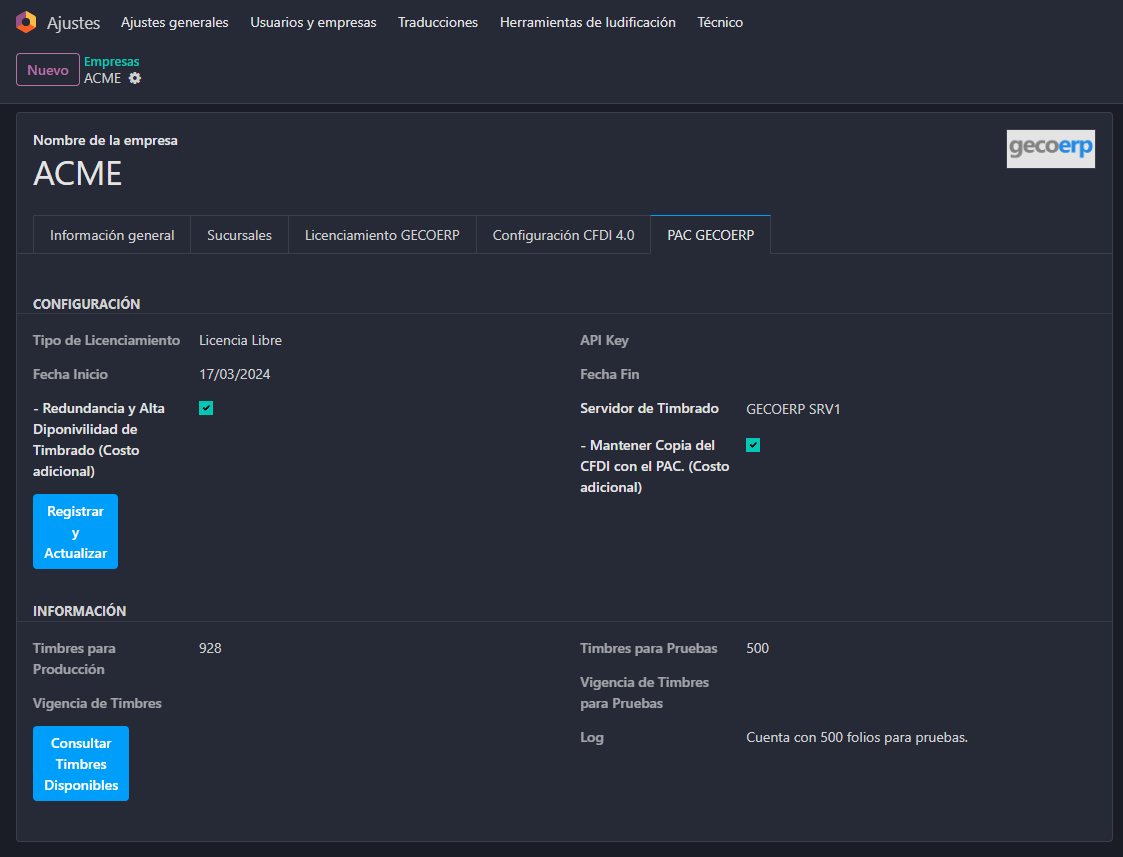 Ajustes Ajustes generales Usuarios y empresas Traducciones Herramientas de ludificación Técnico
Nuevo
Empresas
ACME
Nombre de la empresa
ACME
gecoerp
Información general Sucursales Licenciamiento GECOERP Configuración CFDI 4.0 PAC GECOERP
CONFIGURACIÓN
Tipo de Licenciamiento Licencia Libre
API Key
Fecha Inicio 17/03/2024
Fecha Fin
- Redundancia y Alta
Diponivilidad de
Timbrado (Costo
adicional)
Servidor de Timbrado GECOERP SRV1
- Mantener Copia del
CFDI con el PAC. (Costo
adicional)
Registrar
y
Actualizar
INFORMACIÓN
Timbres para
Producción
928
Timbres para Pruebas 500
Vigencia de Timbres
Vigencia de Timbres
para Pruebas
Log Cuenta con 500 folios para pruebas.
Consultar
Timbres
Disponibles